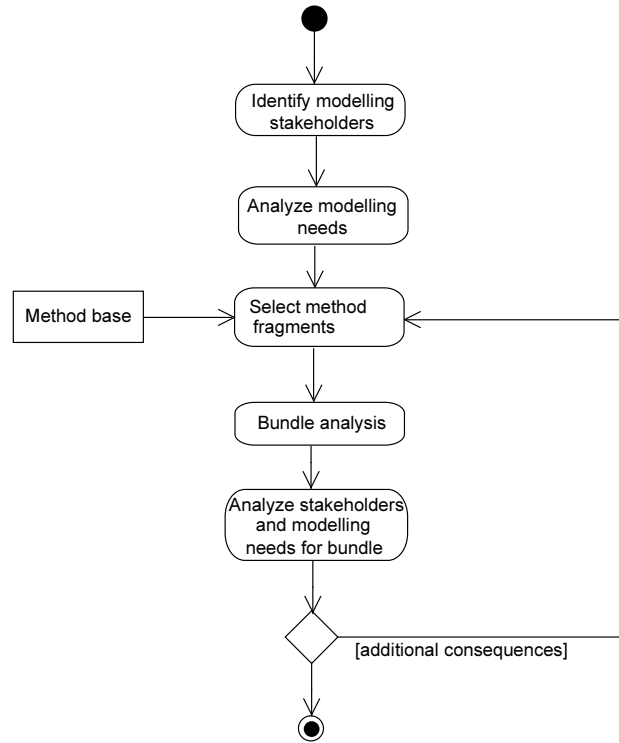 Identify modelling
stakeholders
Analyze modelling
needs
Method base
Select method
fragments
Bundle analysis
Analyze stakeholders
and modelling
needs for bundle
[additional consequences]